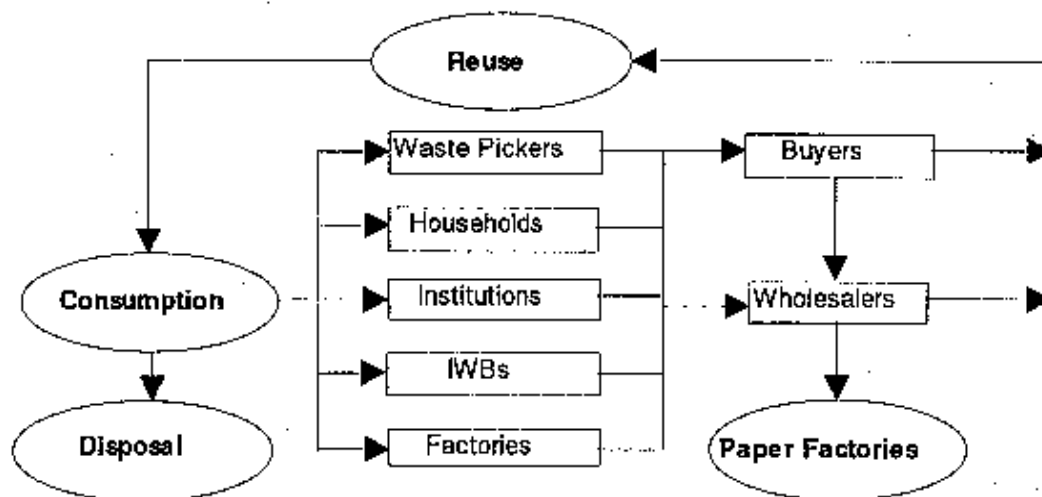 Reuse
Waste Pickers
Buyers
Households
Consumption
Institutions
Wholesalers
IWBs
Disposal
Factories
Paper Factories